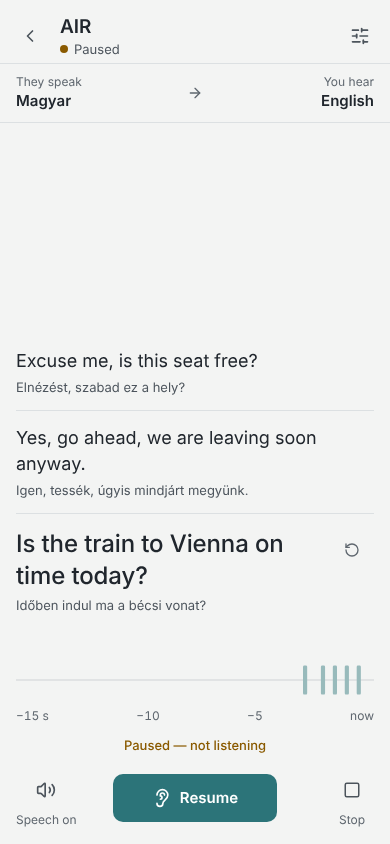 AIR
Paused
They speak
Magyar
You hear
English
Excuse me, is this seat free?
Elnézést, szabad ez a hely?
Yes, go ahead, we are leaving soon
anyway.
Igen, tessék, úgyis mindjárt megyünk.
Is the train to Vienna on
time today?
Időben indul ma a bécsi vonat?
−15 s
−10
−5
now
Paused — not listening
Speech on
Resume
Stop